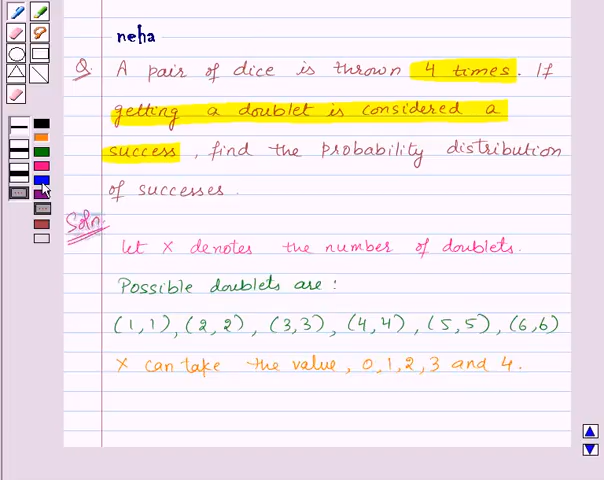 neha
Q. A pair of dice is thrown 4 times. If
getting a doublet is considered a
success, find the probability distribution
of successes.
Soln
Let X denotes the number of doublets.
Possible doublets are :
(1,1), (2,2), (3,3), (4,4), (5,5), (6,6)
X can take the value, 0,1,2,3 and 4.